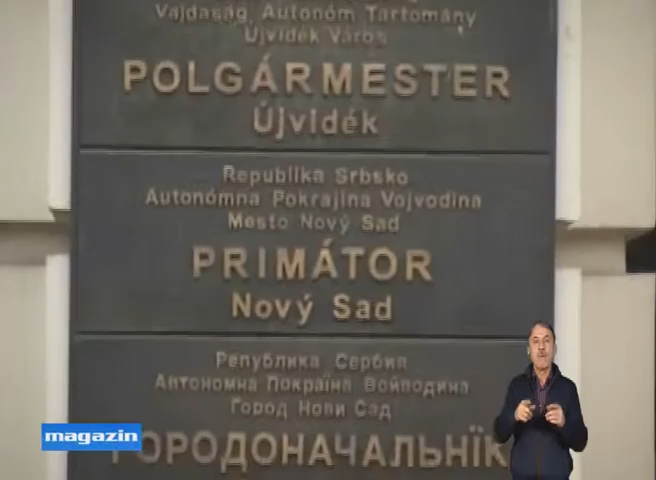 Vajdaság Autonóm Tartomány
Újvidék Város
POLGÁRMESTER
Újvidék
Republika Srbsko
Autonómna Pokrajina Vojvodina
Mesto Nový Sad
PRIMÁTOR
Nový Sad
Република Сербия
Автономна Покраїна Войводина
Город Нови Сад
ГОРОДОНАЧАЛЬНЇК
magazin